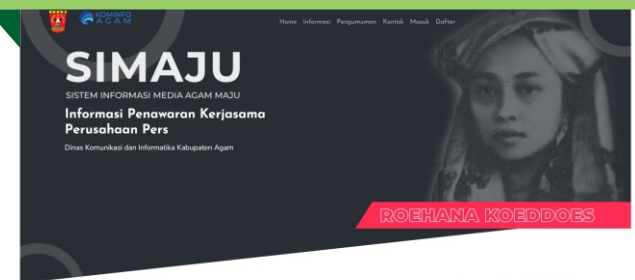 KOMINFO
AGAM
Home Informasi Pengumuman Kontak Masuk Daftar
SIMAJU
SISTEM INFORMASI MEDIA AGAM MAJU
Informasi Penawaran Kerjasama
Perusahaan Pers
Dinas Komunikasi dan Informatika Kabupaten Agam
ROEHANA KOEDDOES